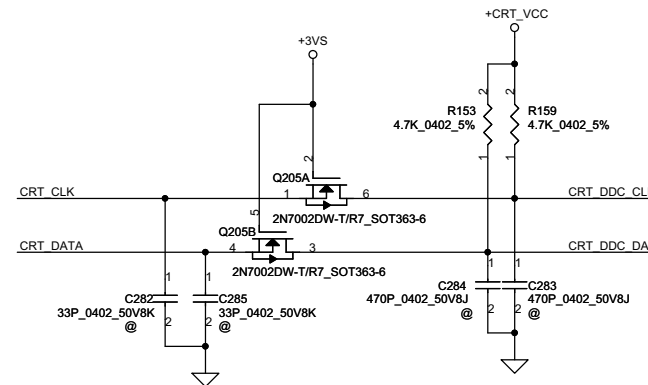 +CRT_VCC
+3VS
2
2
R153
4.7K_0402_5%
R159
4.7K_0402_5%
2
1
1
Q205A
CRT_CLK
1
6
2N7002DW-T/R7_SOT363-6
5
Q205B
CRT_DATA
4
3
2N7002DW-T/R7_SOT363-6
1
1
C282
33P_0402_50V8K
@
C285
33P_0402_50V8K
@
2
2
1
1
C284
470P_0402_50V8J
@
C283
470P_0402_50V8J
@
2
2